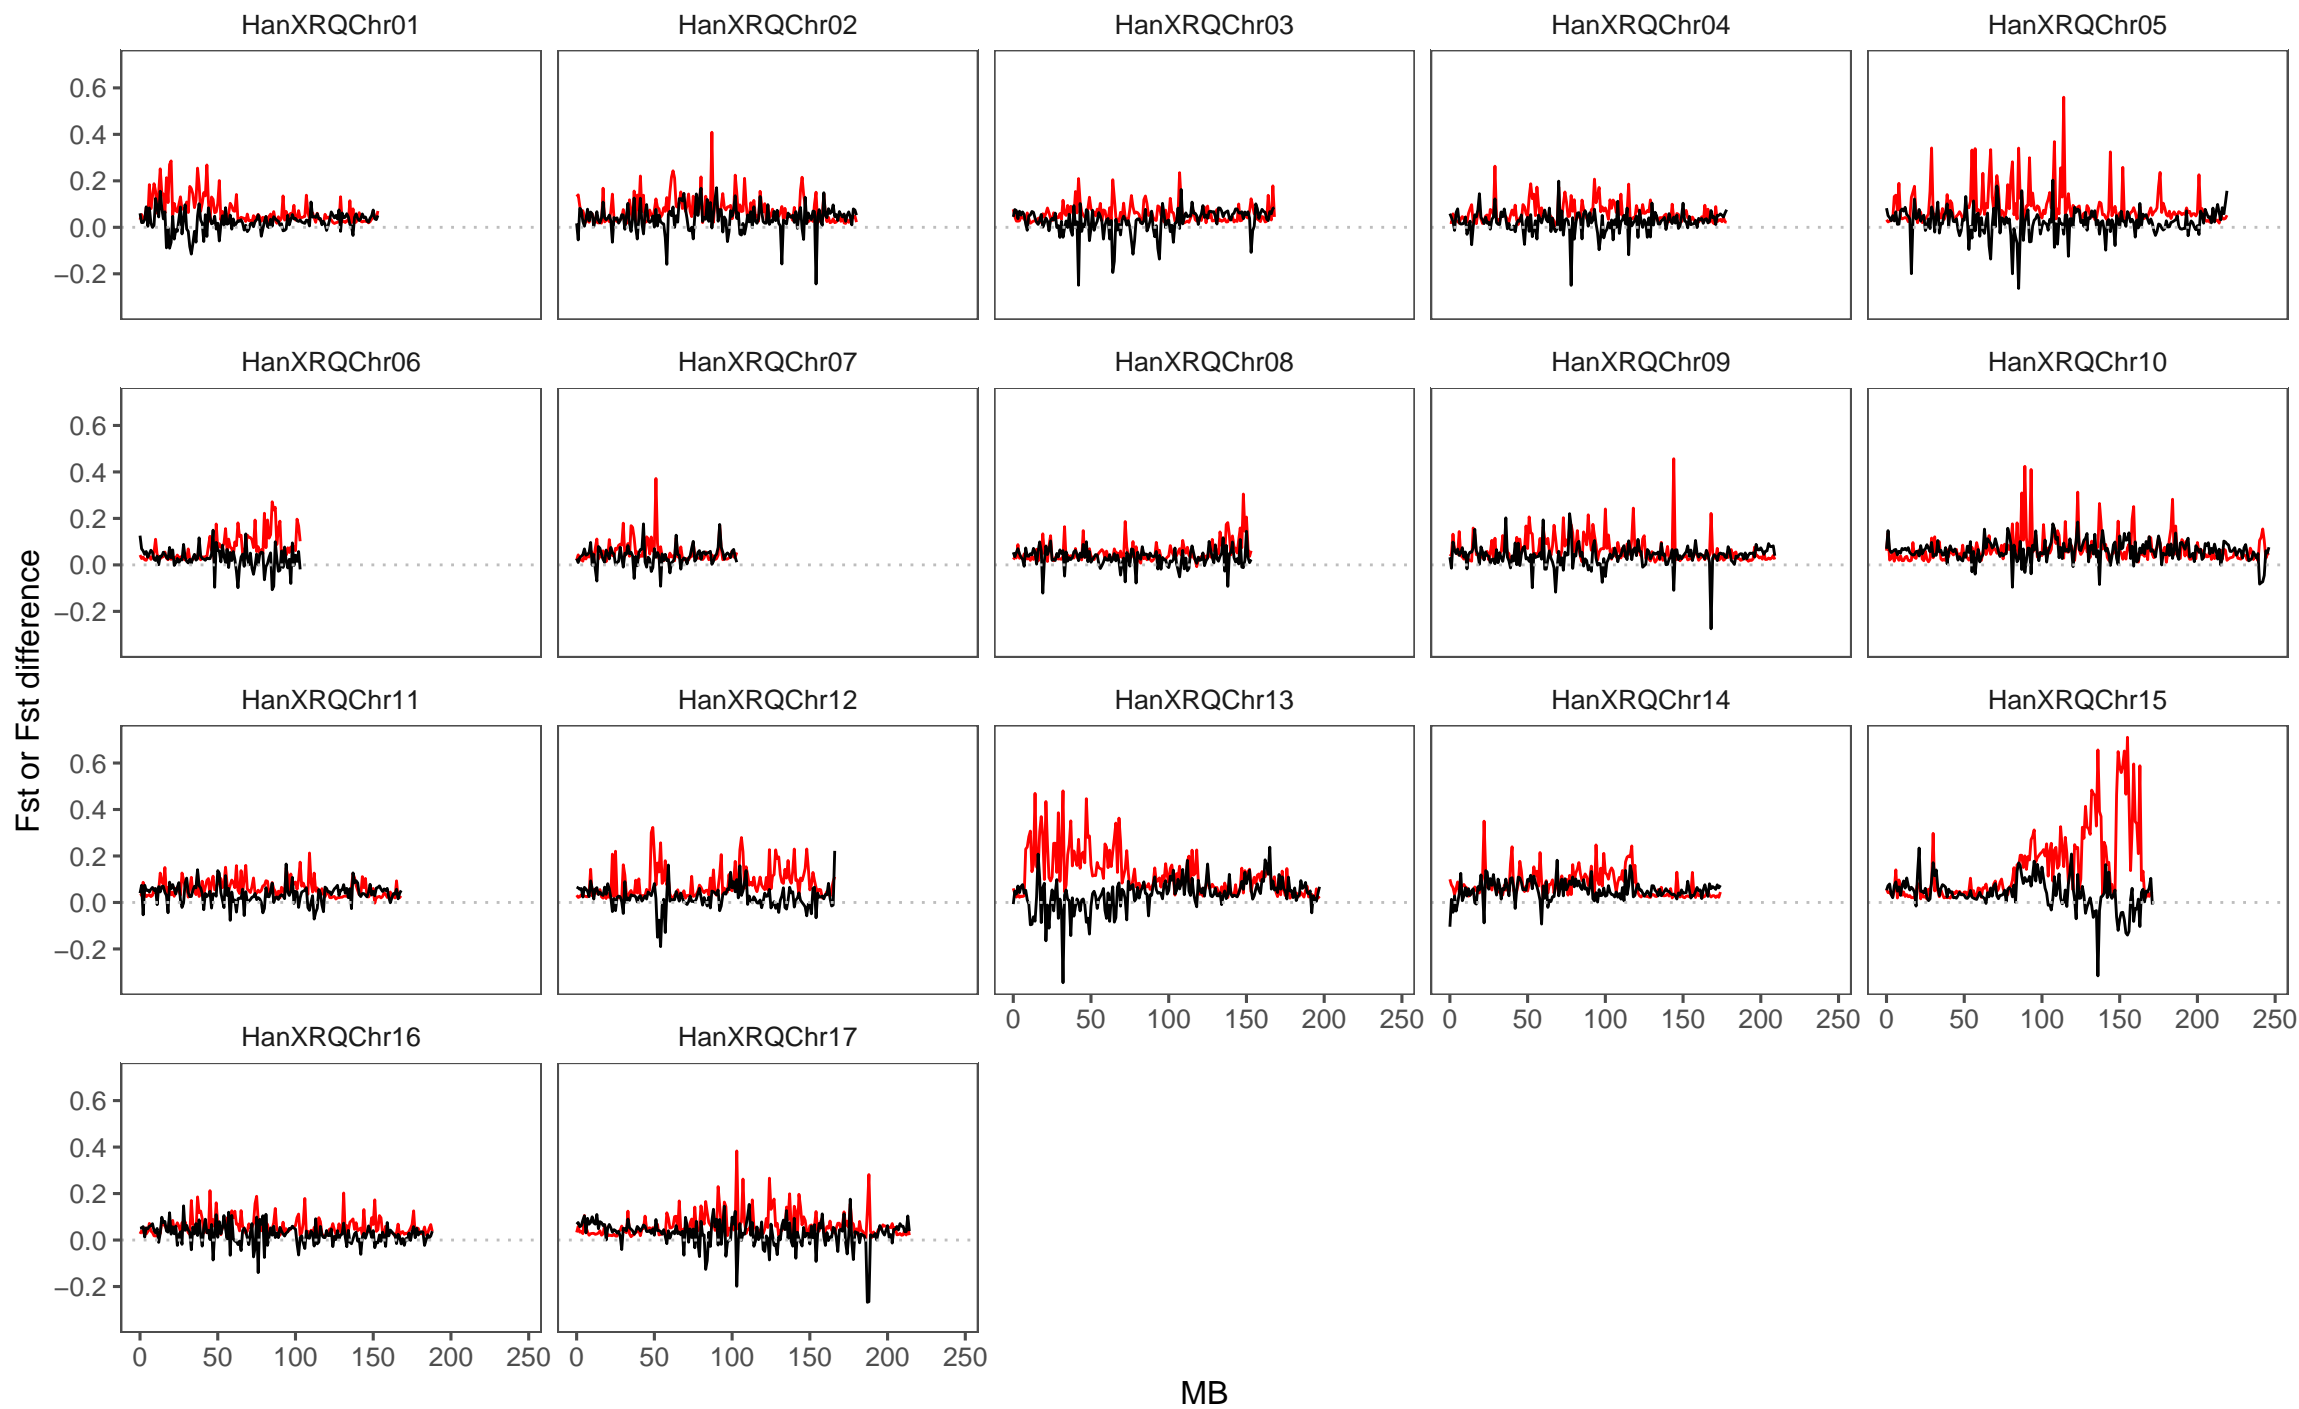 HanXRQChr01 HanXRQChr02 HanXRQChr03 HanXRQChr04 HanXRQChr05
0.6
0.4
0.2
0.0
−0.2
HanXRQChr06 HanXRQChr07 HanXRQChr08 HanXRQChr09 HanXRQChr10
0.6
0.4
0.2
0.0
−0.2
Fst or Fst difference
HanXRQChr11 HanXRQChr12 HanXRQChr13 HanXRQChr14 HanXRQChr15
0.6
0.4
0.2
0.0
−0.2
0 50 100 150 200 250 0 50 100 150 200 250 0 50 100 150 200 250
HanXRQChr16 HanXRQChr17
0.6
0.4
0.2
0.0
−0.2
0 50 100 150 200 250 0 50 100 150 200 250
MB